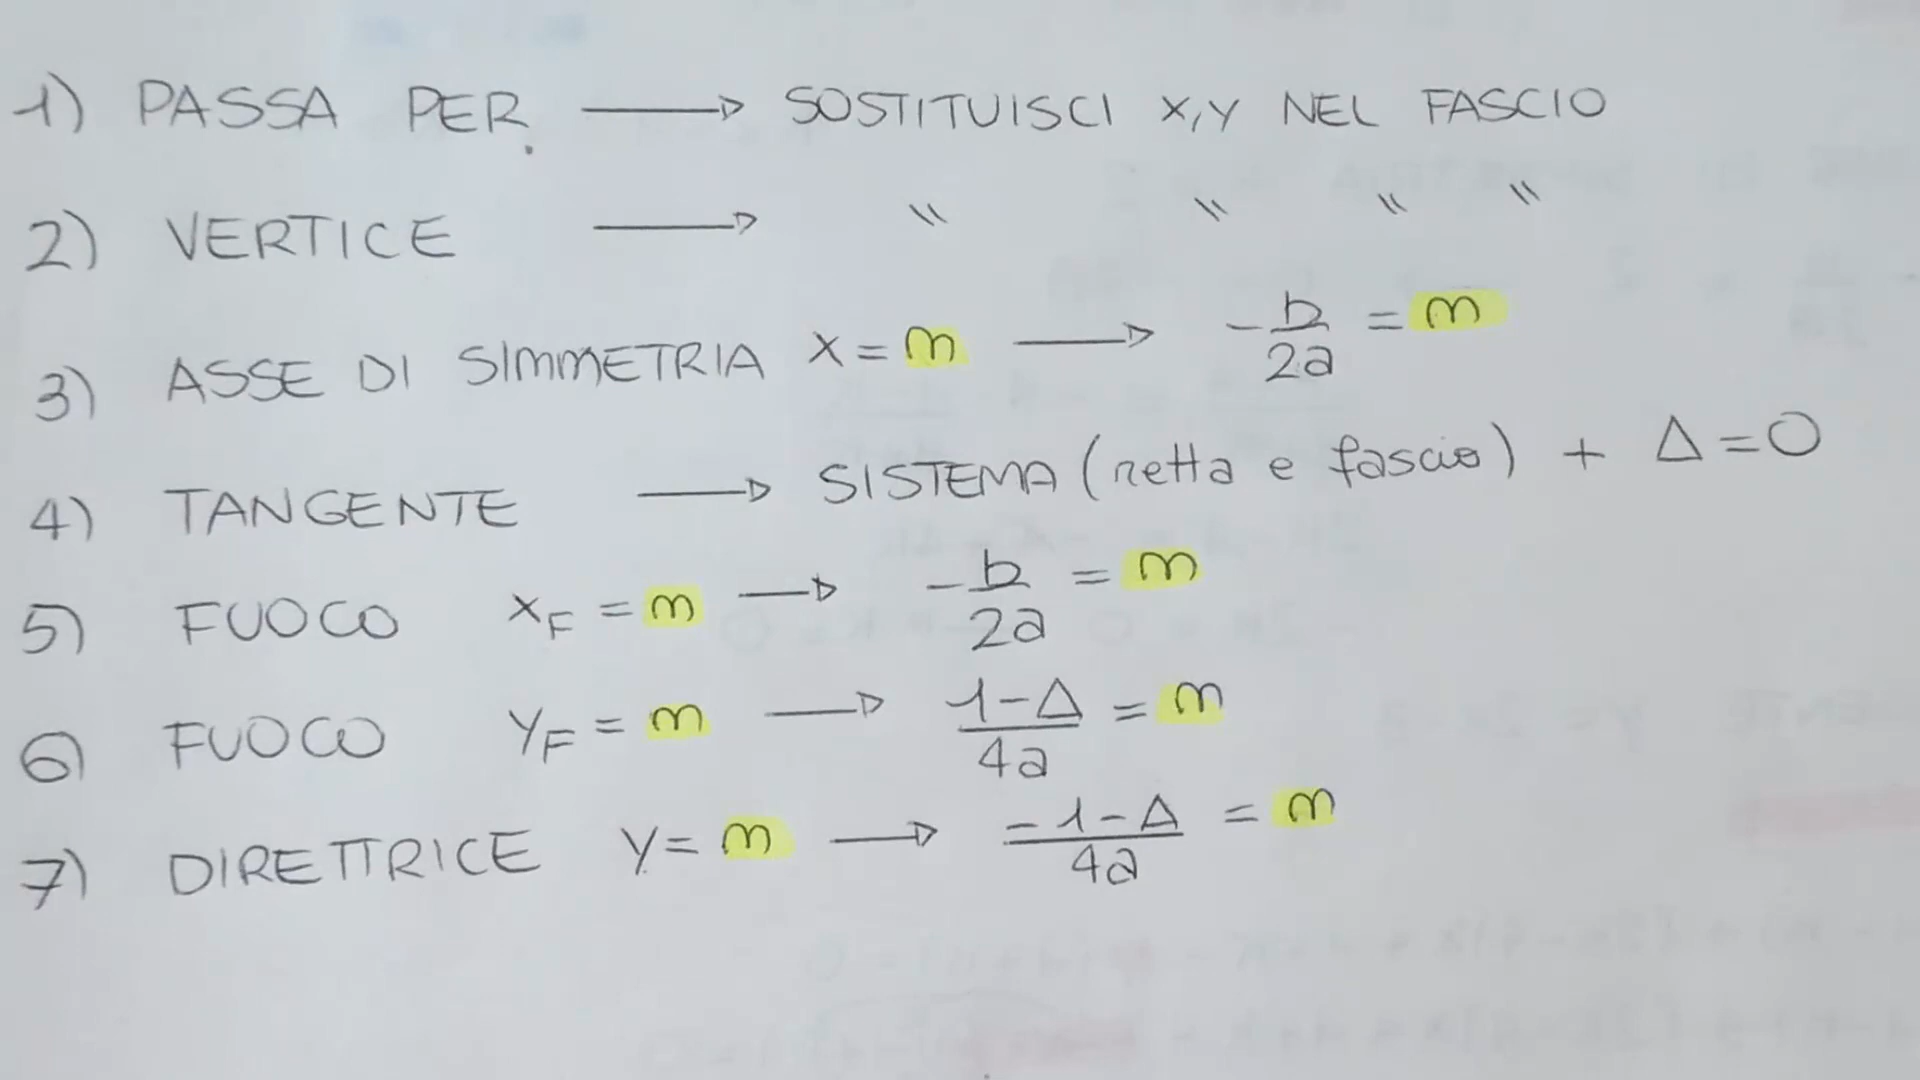 1) PASSA PER → SOSTITUISCI X,Y NEL FASCIO
2) VERTICE → " " " "
3) ASSE DI SIMMETRIA X = m → -b/2a = m
4) TANGENTE → SISTEMA (retta e fascio) + Δ=0
5) FUOCO X_F = m → -b/2a = m
6) FUOCO Y_F = m → 1-Δ/4a = m
7) DIRETTRICE Y = m → -1-Δ/4a = m